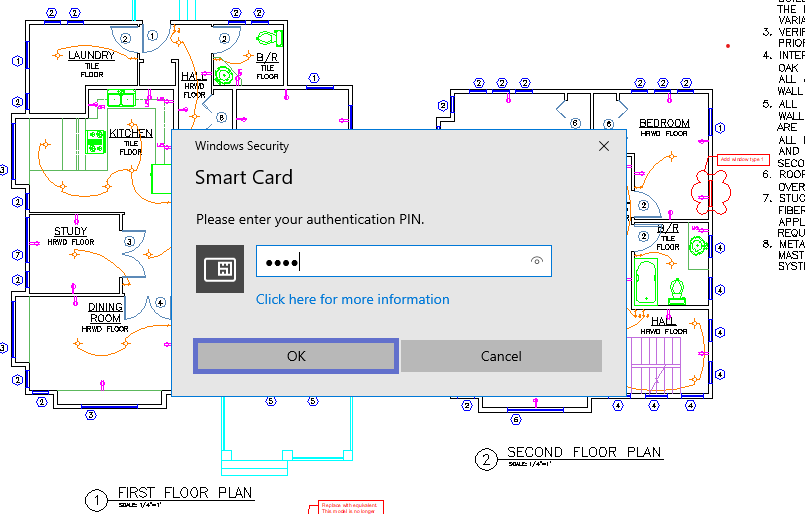 Windows Security
Smart Card
Please enter your authentication PIN.
Click here for more information
OK
Cancel
LAUNDRY
TILE
FLOOR
HALL
HRWD
FLOOR
B/R
TILE
FLOOR
KITCHEN
TILE
FLOOR
STUDY
HRWD FLOOR
DINING
ROOM
HRWD FLOOR
1 FIRST FLOOR PLAN
SCALE: 1/4"=1'
Replace with equivalent.
This model is no longer
BEDROOM
HRWD FLOOR
Add window type 1
B/R
TILE
FLOOR
HALL
HRWD FLOOR
2 SECOND FLOOR PLAN
SCALE: 1/4"=1'
THE
VARIA
3. VERIF
PRIOR
4. INTER
OAK
ALL
WALL
5. ALL
WALL
ARE
ALL
AND
SECO
6. ROOF
OVER
7. STUC
FIBER
APPL
REQU
8. META
MAST
SYST